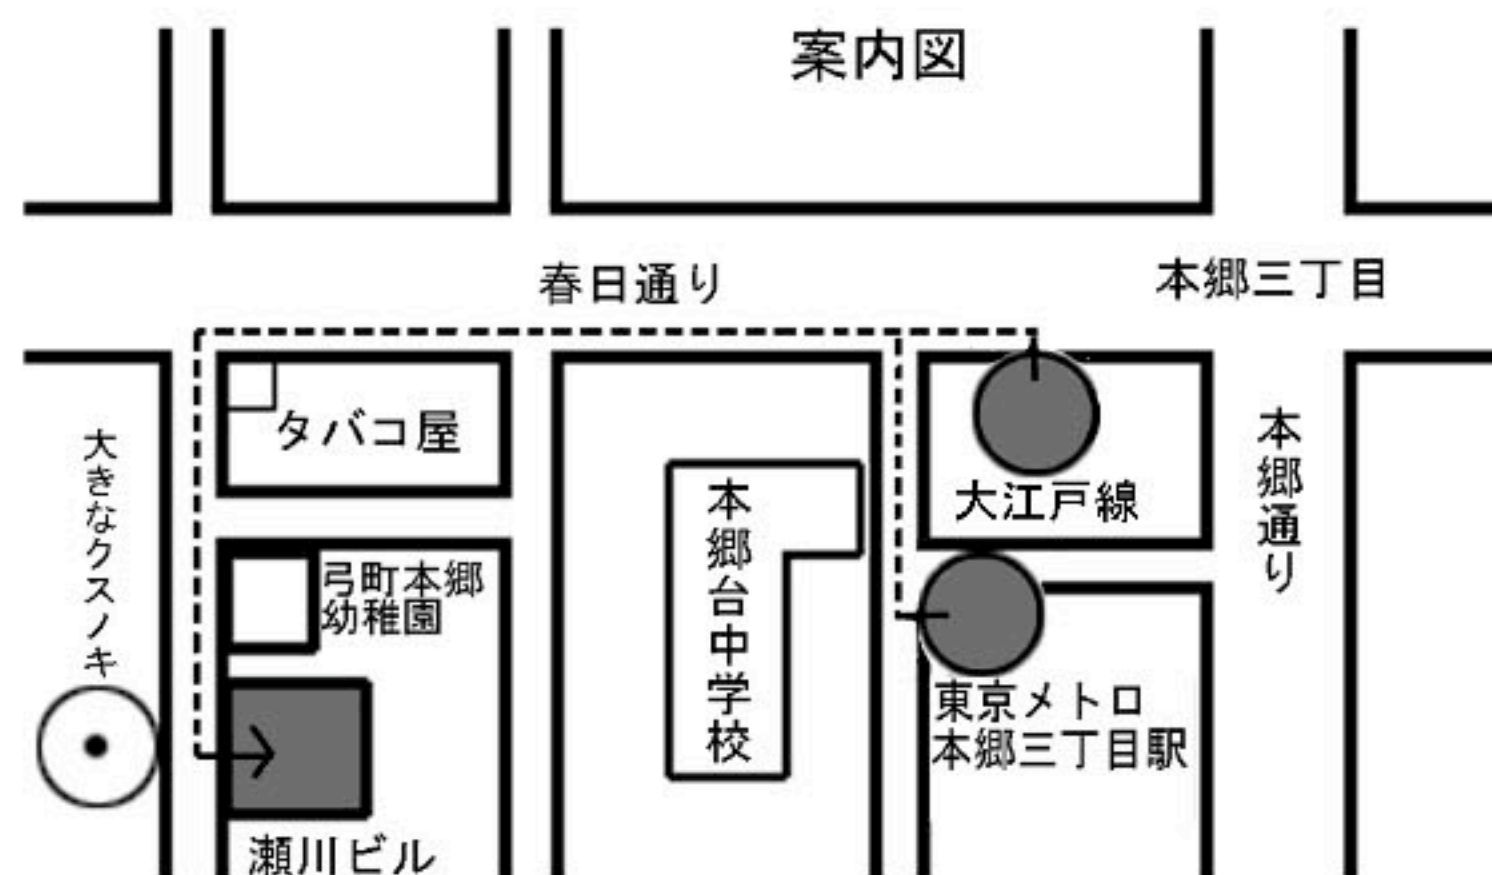 案内図
春日通り
本郷三丁目
タバコ屋
大きなクスノキ
本郷台中学校
大江戸線
本郷通り
弓町本郷
幼稚園
東京メトロ
本郷三丁目駅
瀬川ビル